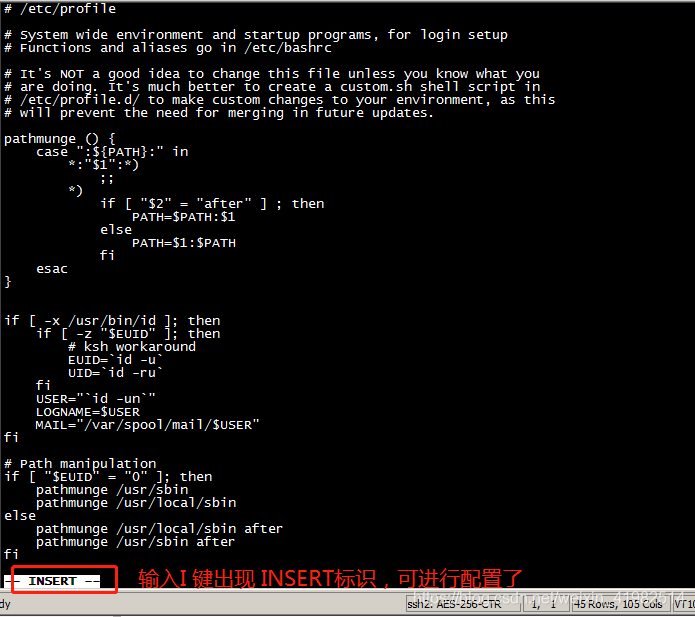 # /etc/profile
# System wide environment and startup programs, for login setup
# Functions and aliases go in /etc/bashrc
# It's NOT a good idea to change this file unless you know what you
# are doing. It's much better to create a custom.sh shell script in
# /etc/profile.d/ to make custom changes to your environment, as this
# will prevent the need for merging in future updates.
pathmunge () {
    case ":${PATH}:" in
        *:"$1":*)
            ;;
        *)
            if [ "$2" = "after" ] ; then
                PATH=$PATH:$1
            else
                PATH=$1:$PATH
            fi
    esac
}
if [ -x /usr/bin/id ]; then
    if [ -z "$EUID" ]; then
        # ksh workaround
        EUID=`id -u`
        UID=`id -ru`
    fi
    USER="`id -un`"
    LOGNAME=$USER
    MAIL="/var/spool/mail/$USER"
fi
# Path manipulation
if [ "$EUID" = "0" ]; then
    pathmunge /usr/sbin
    pathmunge /usr/local/sbin
else
    pathmunge /usr/local/sbin after
    pathmunge /usr/sbin after
fi
-- INSERT -- 输入I 键出现 INSERT标识，可进行配置了
dy ssh2: AES-256-CTR 1, 1 45 Rows, 105 Cols VT10